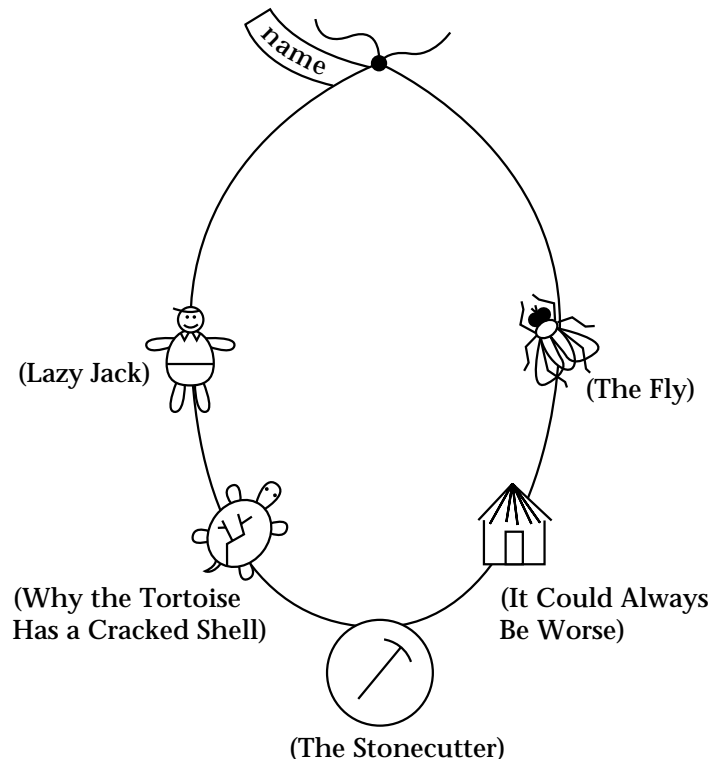 name
(Lazy Jack)
(The Fly)
(Why the Tortoise
Has a Cracked Shell)
(It Could Always
Be Worse)
(The Stonecutter)